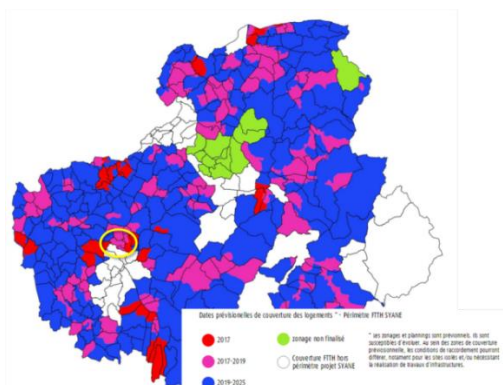 Dates prévisionnelles de couverture des logements * - Périmètre FTTH SYANE
2017
2017-2019
2019-2025
zonage non finalisé
Couverture FTTH hors
périmètre projet SYANE
* Les zonages et plannings sont prévisionnels, ils sont
susceptibles d'évoluer. Au sein des zones de couverture
prévisionnelle, les conditions de raccordement pourront
différer, notamment pour les sites isolés et/ou nécessitant
la réalisation de travaux d'infrastructures.